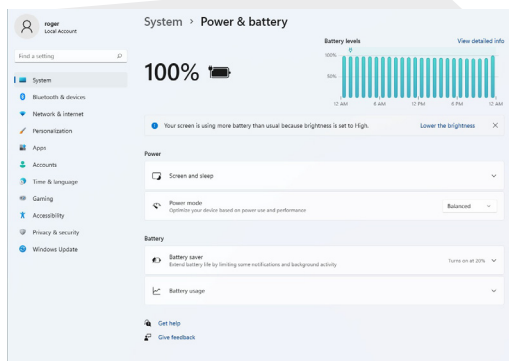 roger
Local Account
Find a setting
System
Bluetooth & devices
Network & internet
Personalization
Apps
Accounts
Time & language
Gaming
Accessibility
Privacy & security
Windows Update
System > Power & battery
100%
Battery levels
View detailed info
100%
50%
12 AM 6 AM 12 PM 6 PM 12 AM
Your screen is using more battery than usual because brightness is set to High.
Lower the brightness
Power
Screen and sleep
Power mode
Optimize your device based on power use and performance
Balanced
Battery
Battery saver
Extend battery life by limiting some notifications and background activity
Turns on at 20%
Battery usage
Get help
Give feedback